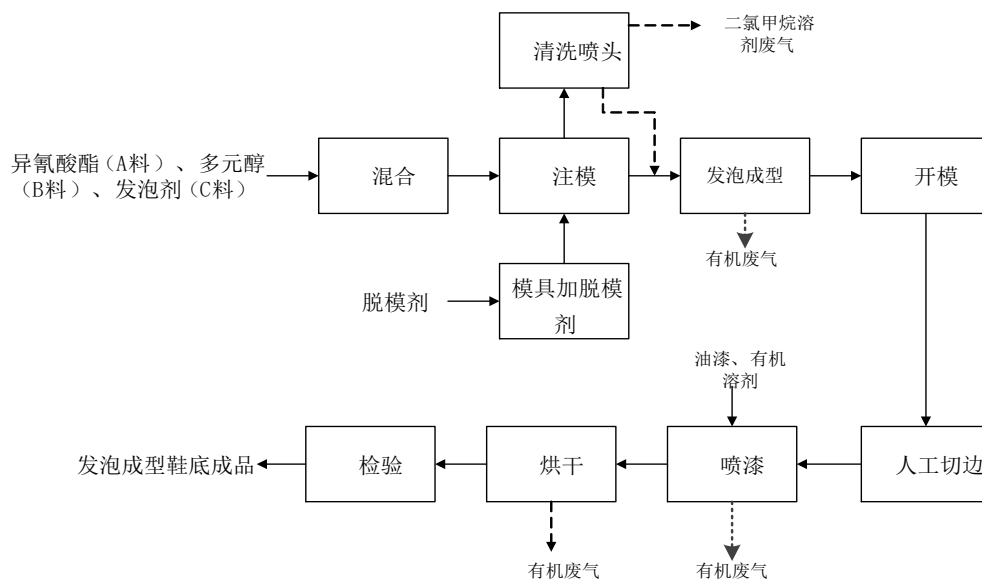 二氯甲烷溶
剂废气
清洗喷头
异氰酸酯（A料）、多元醇
（B料）、发泡剂（C料）
混合
注模
发泡成型
开模
有机废气
脱模剂
模具加脱模
剂
油漆、有机
溶剂
发泡成型鞋底成品
检验
烘干
喷漆
人工切边
有机废气
有机废气